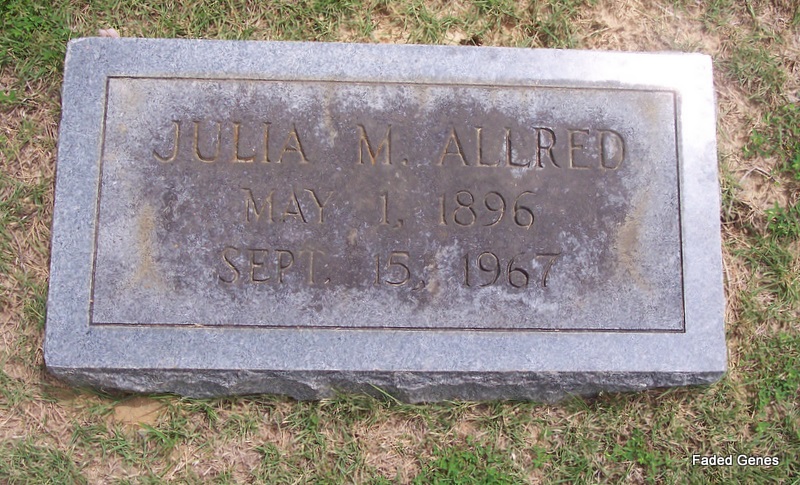 JULIA M. ALLRED
MAY 1, 1896
SEPT. 15, 1967
Faded Genes